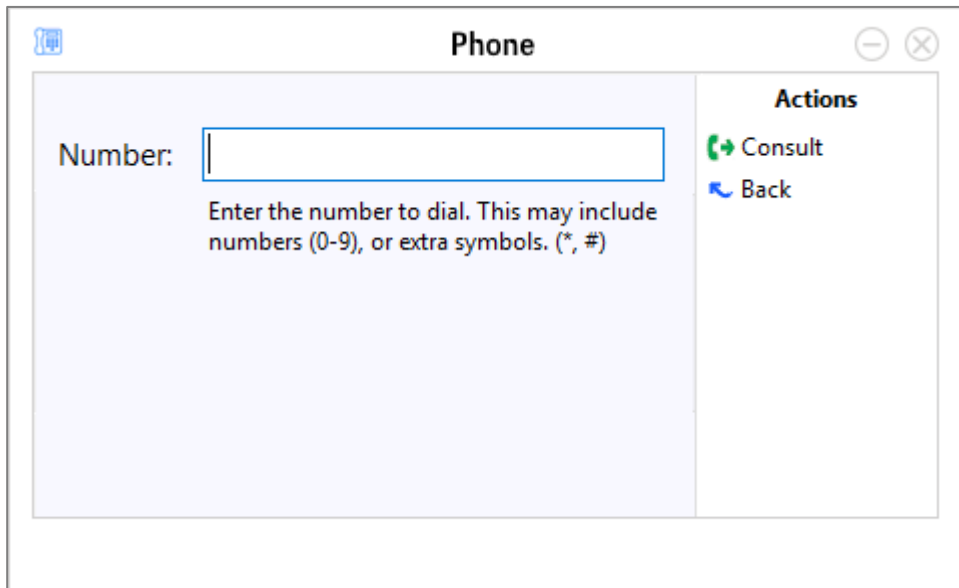 Phone
Number:
Enter the number to dial. This may include
numbers (0-9), or extra symbols. (*, #)
Actions
Consult
Back